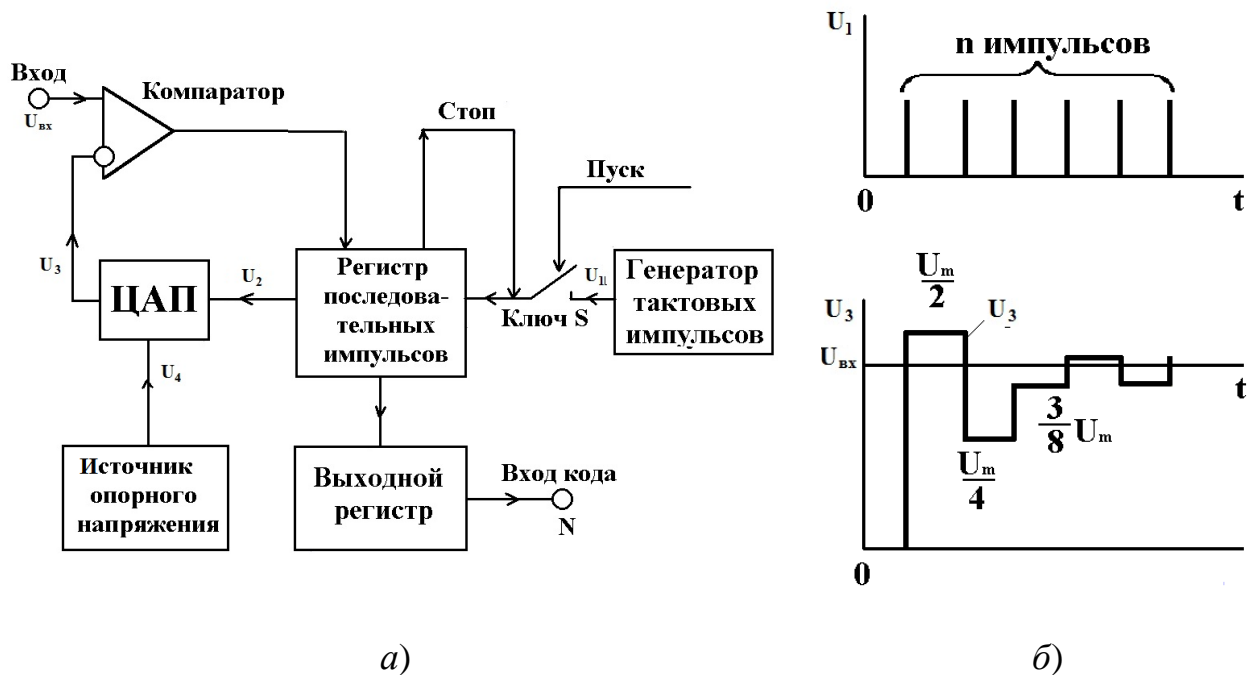 Вход
Uвх
Компаратор
Стоп
Пуск
U3
ЦАП
U2
Регистр
последова-
тельных
импульсов
Ключ S
U1
Генератор
тактовых
импульсов
U4
Источник
опорного
напряжения
Выходной
регистр
Вход кода
N
а)
U1
n импульсов
0
t
Um
2
U3
U3
Uвх
t
3
8 Um
Um
4
0
б)